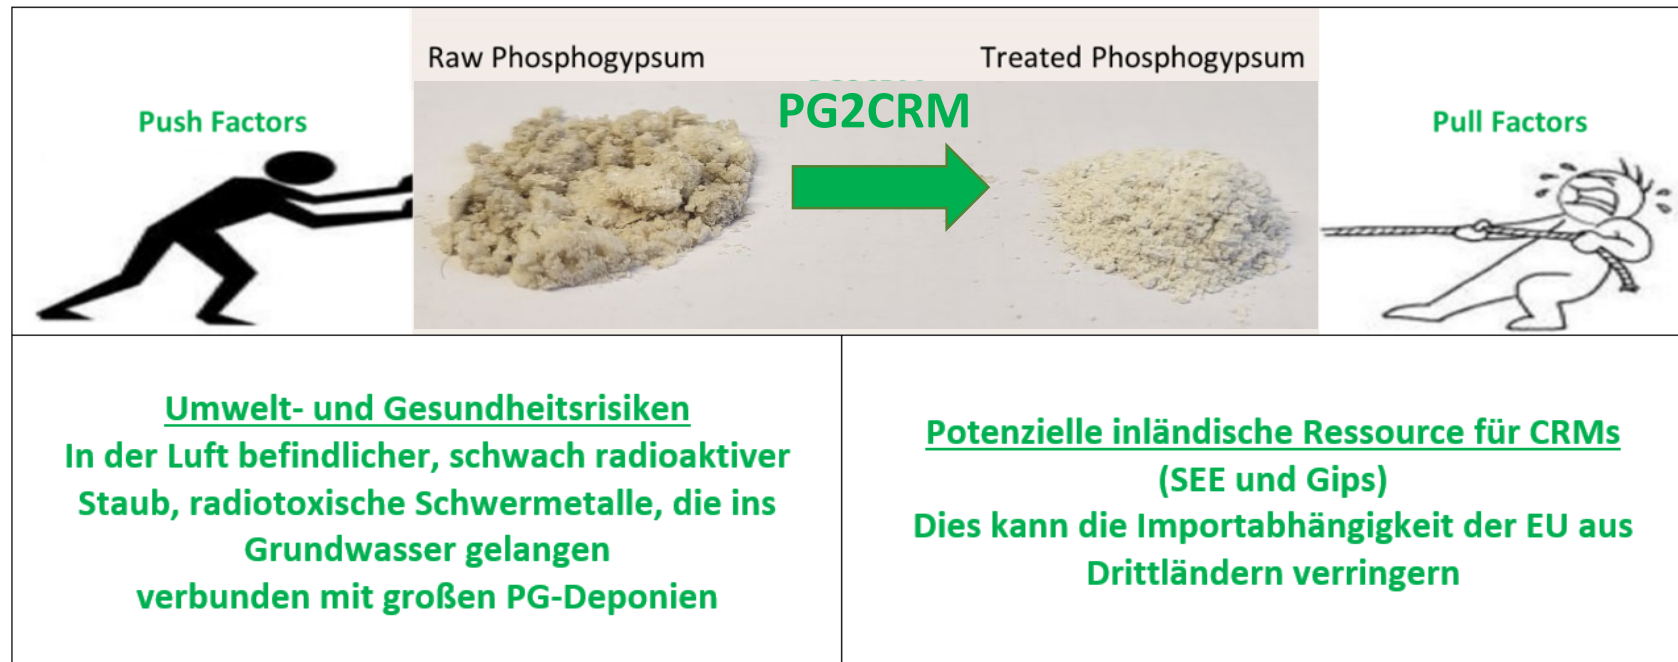 Raw Phosphogypsum
Treated Phosphogypsum
PG2CRM
Push Factors
Pull Factors
Umwelt- und Gesundheitsrisiken
In der Luft befindlicher, schwach radioaktiver
Staub, radiotoxische Schwermetalle, die ins
Grundwasser gelangen
verbunden mit großen PG-Deponien
Potenzielle inländische Ressource für CRMs
(SEE und Gips)
Dies kann die Importabhängigkeit der EU aus
Drittländern verringern